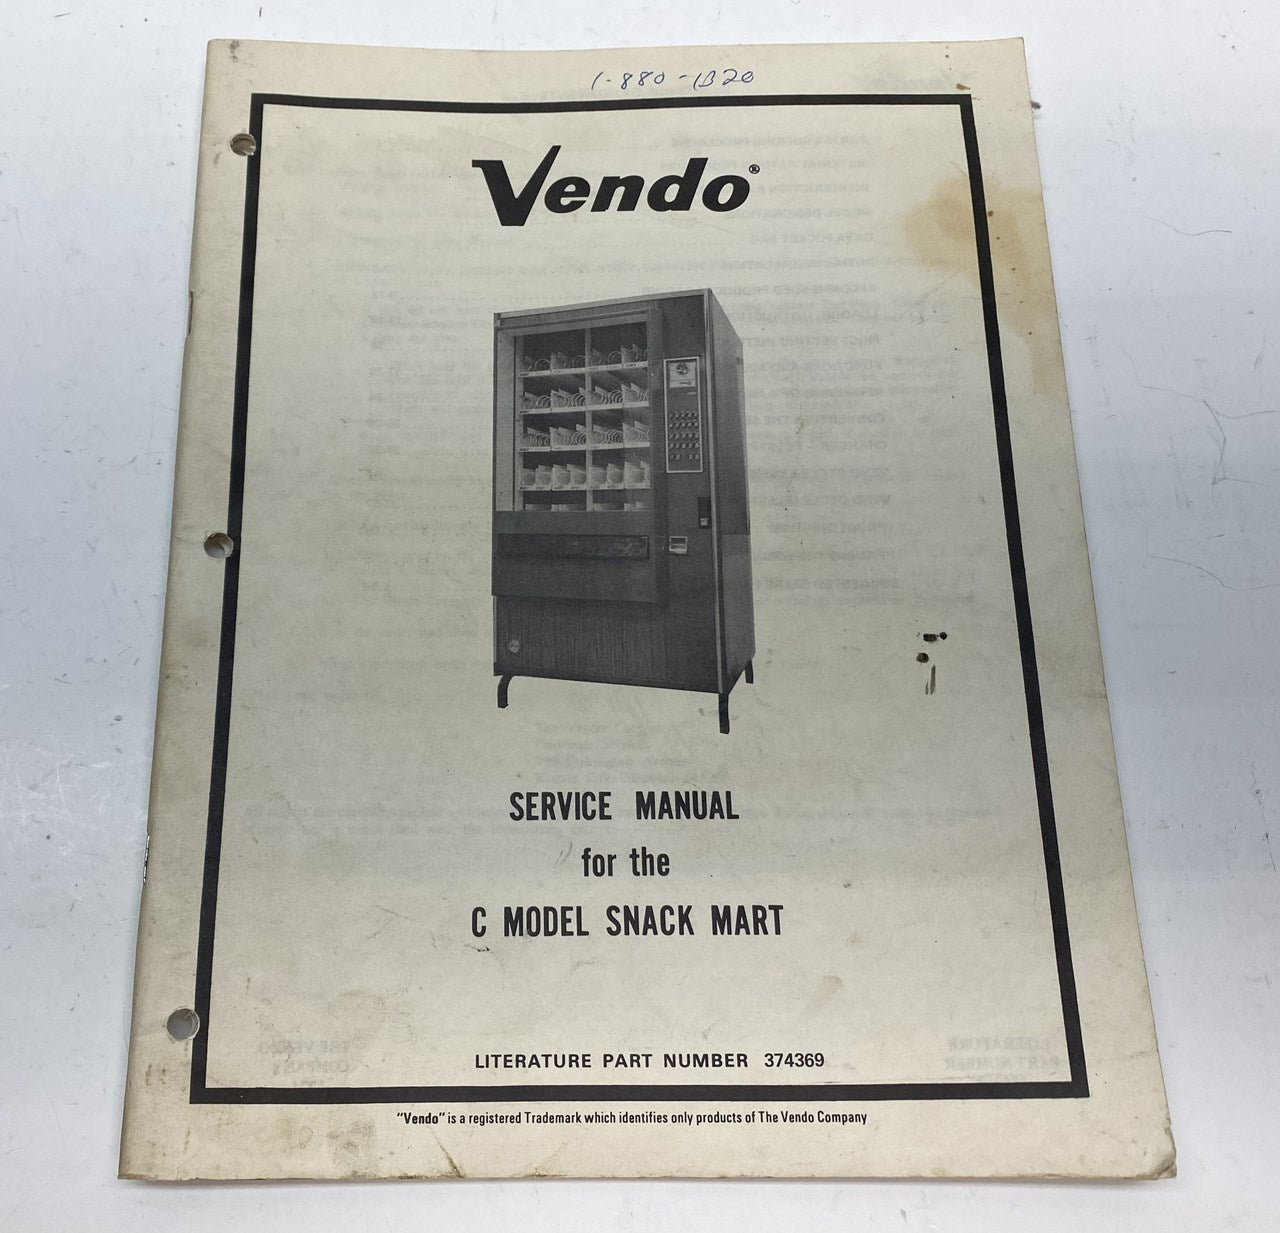 1-880-1B20
Vendo®
SERVICE MANUAL
for the
C MODEL SNACK MART
LITERATURE PART NUMBER 374369
"Vendo" is a registered Trademark which identifies only products of The Vendo Company